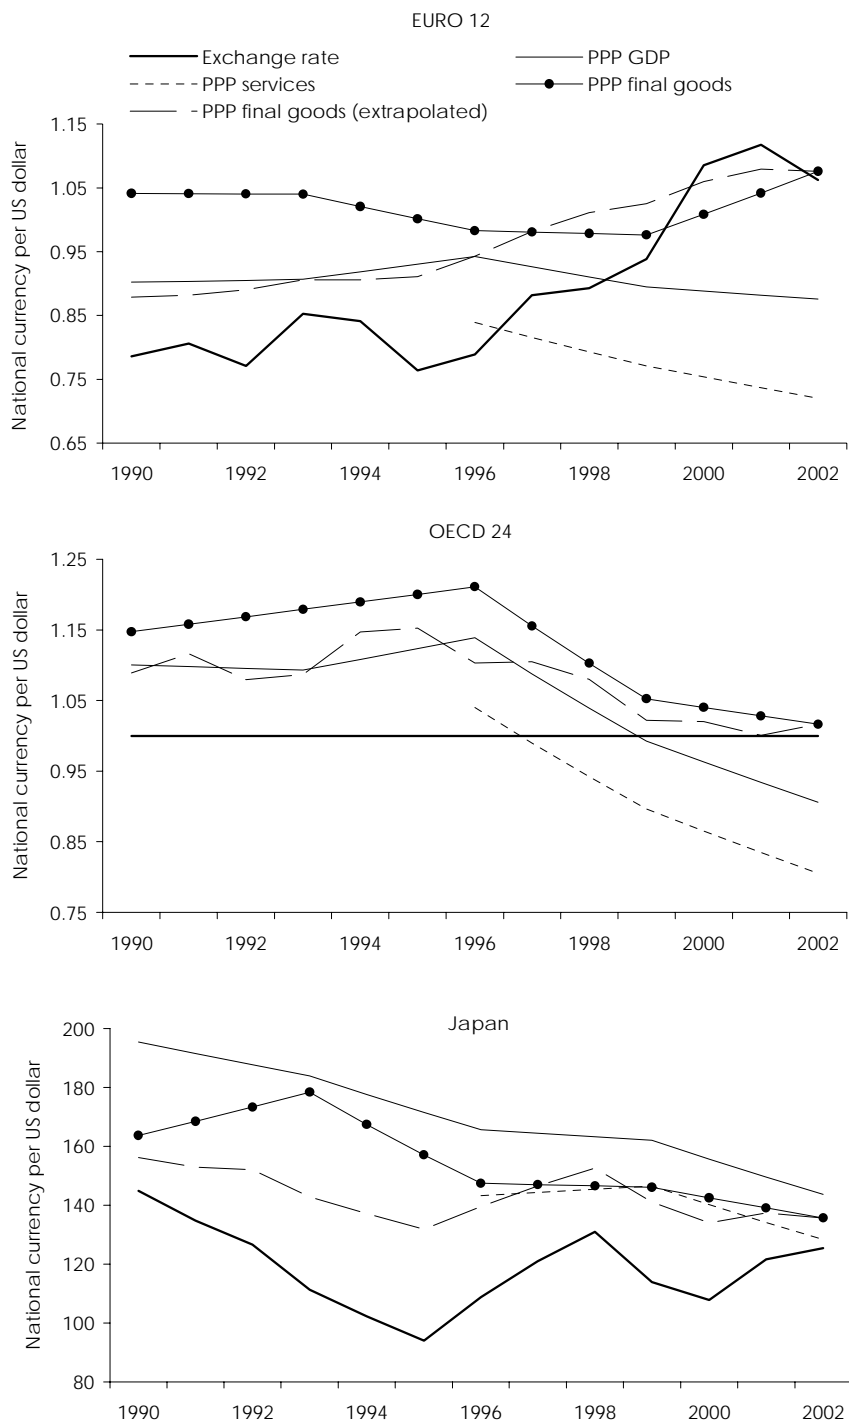 EURO 12
Exchange rate
PPP GDP
PPP services
PPP final goods
PPP final goods (extrapolated)
National currency per US dollar
1.15
1.05
0.95
0.85
0.75
0.65
1990 1992 1994 1996 1998 2000 2002
OECD 24
National currency per US dollar
1.25
1.15
1.05
0.95
0.85
0.75
1990 1992 1994 1996 1998 2000 2002
Japan
National currency per US dollar
200
180
160
140
120
100
80
1990 1992 1994 1996 1998 2000 2002